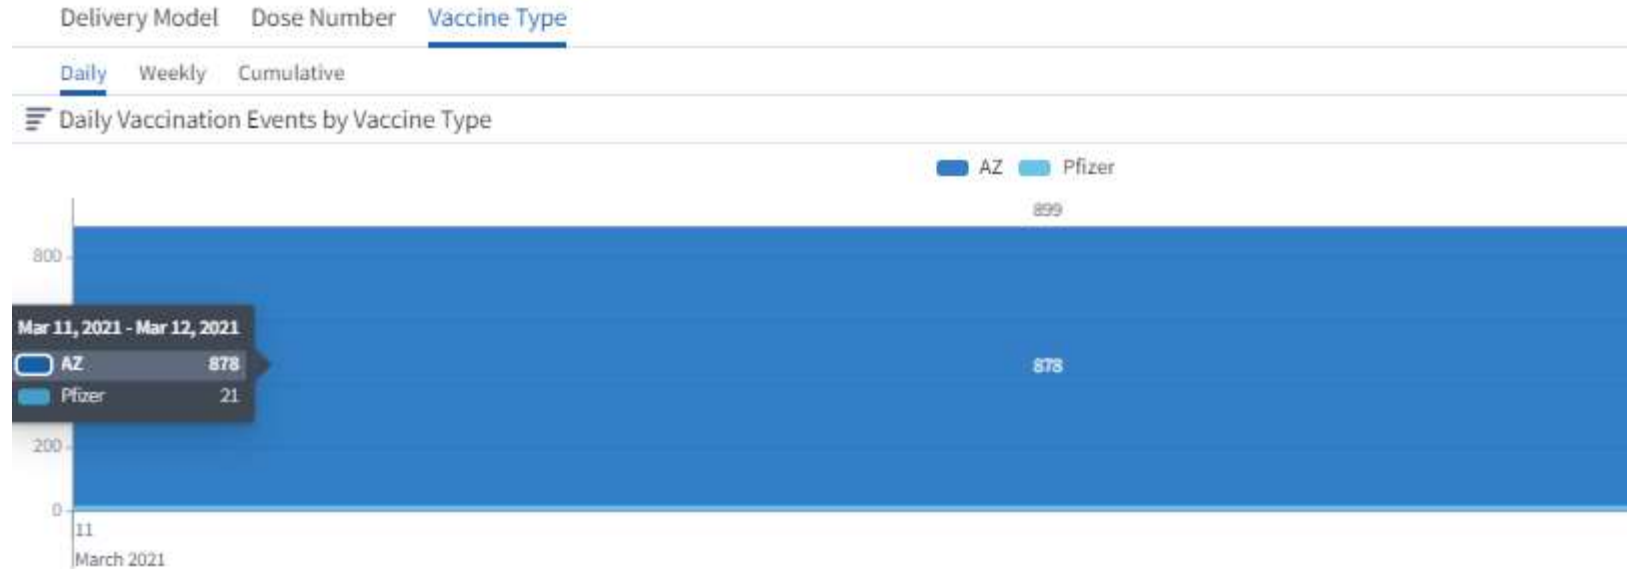 Delivery Model Dose Number Vaccine Type
Daily Weekly Cumulative
Daily Vaccination Events by Vaccine Type
AZ Pfizer
899
800
Mar 11, 2021 - Mar 12, 2021
AZ 878
878
Pfizer 21
200
0
11
March 2021